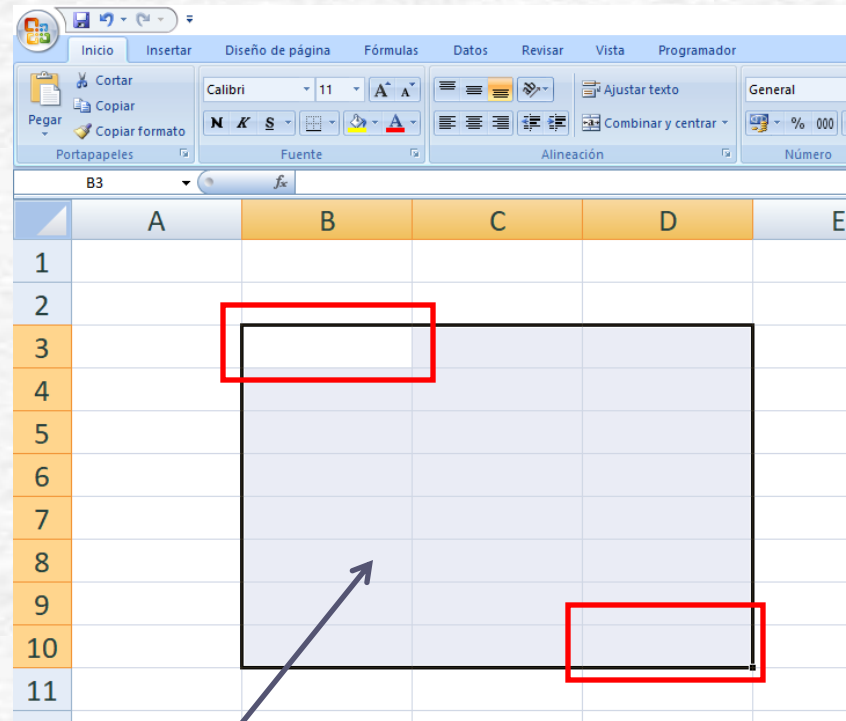 Inicio Insertar Diseño de página Fórmulas Datos Revisar Vista Programador
Cortar
Copiar
Copiar formato
Pegar
Portapapeles
Calibri 11 A A
N K S A
Fuente
Ajustar texto
Combinar y centrar
Alineación
General
% 000
Número
B3 fx
A B C D E
1
2
3
4
5
6
7
8
9
10
11